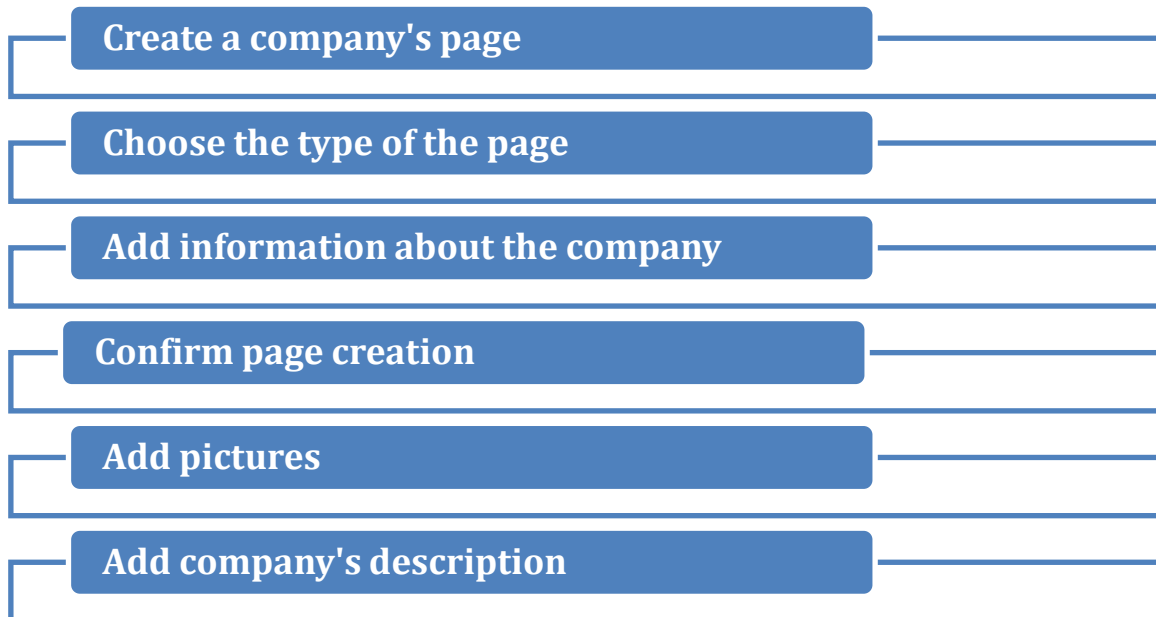 Create a company's page
Choose the type of the page
Add information about the company
Confirm page creation
Add pictures
Add company's description